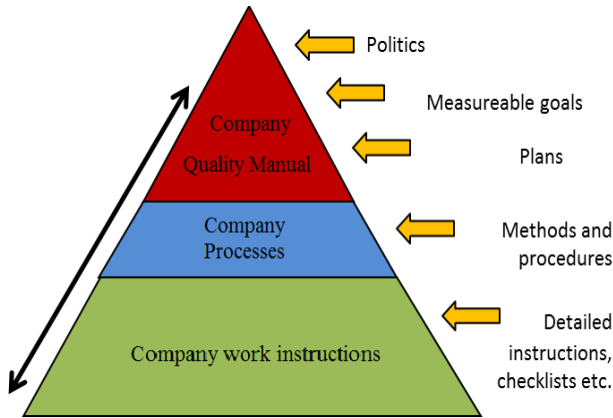 Politics
Measureable goals
Company
Quality Manual
Plans
Company
Processes
Methods and
procedures
Company work instructions
Detailed
instructions,
checklists etc.